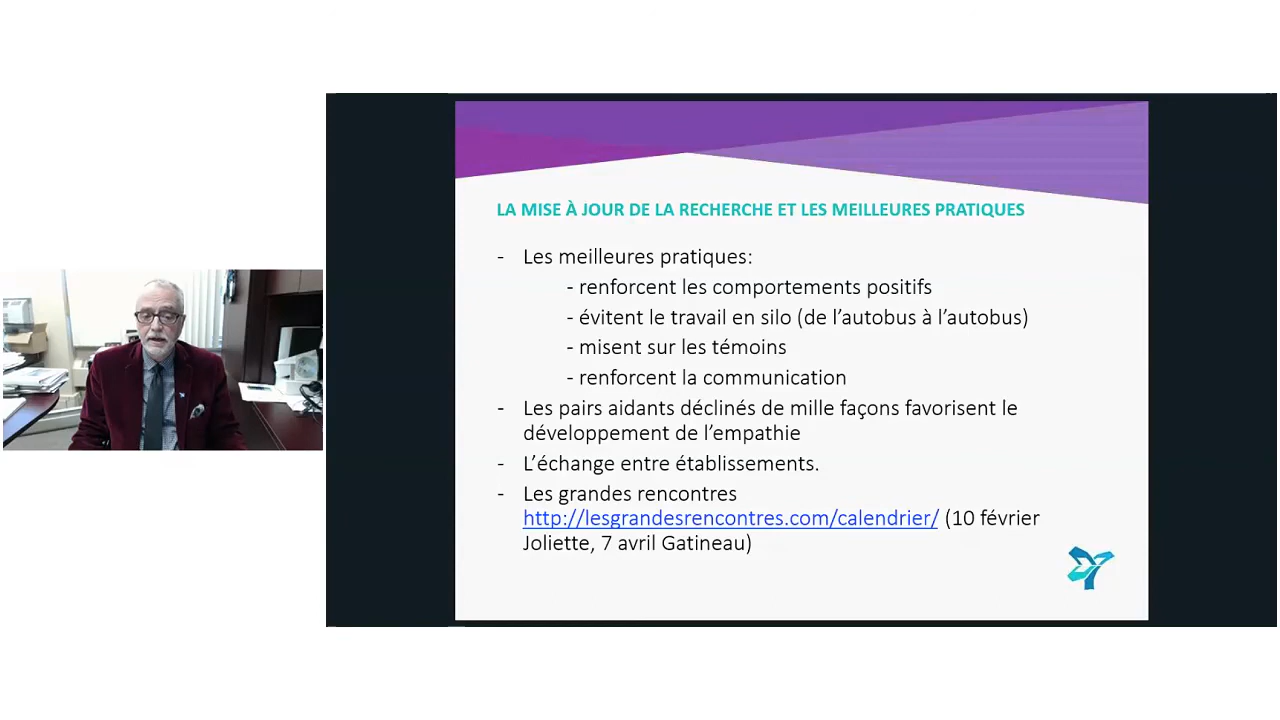 LA MISE À JOUR DE LA RECHERCHE ET LES MEILLEURES PRATIQUES
- Les meilleures pratiques:
- renforcent les comportements positifs
- évitent le travail en silo (de l’autobus à l’autobus)
- misent sur les témoins
- renforcent la communication
- Les pairs aidants déclinés de mille façons favorisent le
développement de l’empathie
- L’échange entre établissements.
- Les grandes rencontres
http://lesgrandesrencontres.com/calendrier/ (10 février
Joliette, 7 avril Gatineau)